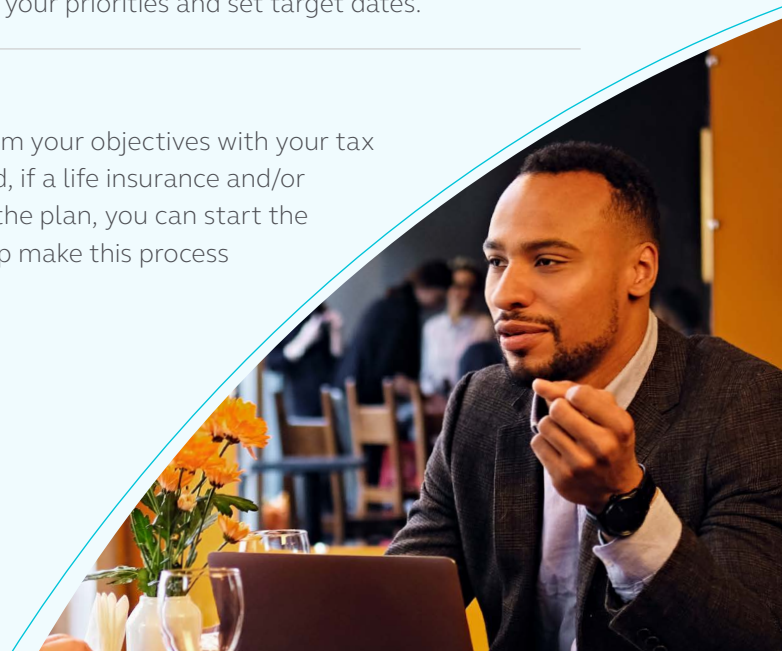 your priorities and set target dates.
m your objectives with your tax
, if a life insurance and/or
the plan, you can start the
make this process